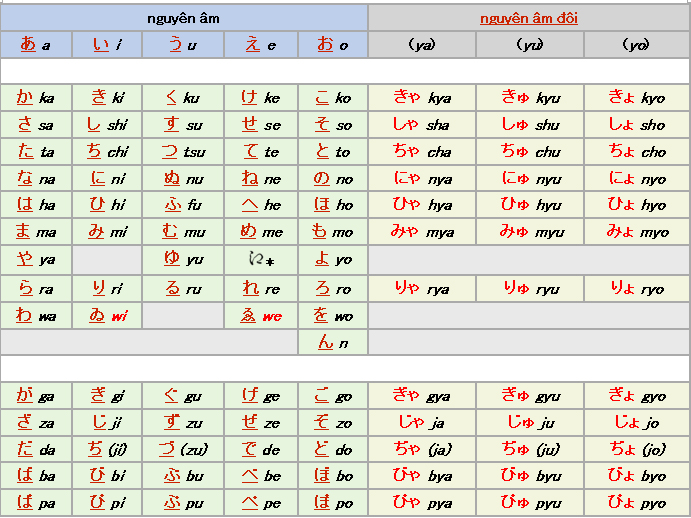 nguyên âm nguyên âm đôi
あ a い i う u え e お o (ya) (yu) (yo)
か ka き ki く ku け ke こ ko きゃ kya きゅ kyu きょ kyo
さ sa し shi す su せ se そ so しゃ sha しゅ shu しょ sho
た ta ち chi つ tsu て te と to ちゃ cha ちゅ chu ちょ cho
な na に ni ぬ nu ね ne の no にゃ nya にゅ nyu にょ nyo
は ha ひ hi ふ fu へ he ほ ho ひゃ hya ひゅ hyu ひょ hyo
ま ma み mi む mu め me も mo みゃ mya みゅ myu みょ myo
や ya ゆ yu * よ yo
ら ra り ri る ru れ re ろ ro りゃ rya りゅ ryu りょ ryo
わ wa ゐ wi ゑ we を wo
ん n
が ga ぎ gi ぐ gu げ ge ご go ぎゃ gya ぎゅ gyu ぎょ gyo
ざ za じ ji ず zu ぜ ze ぞ zo じゃ ja じゅ ju じょ jo
だ da ぢ (ji) づ (zu) で de ど do ぢゃ (ja) ぢゅ (ju) ぢょ (jo)
ば ba び bi ぶ bu べ be ぼ bo びゃ bya びゅ byu びょ byo
ぱ pa ぴ pi ぷ pu ぺ pe ぽ po ぴゃ pya ぴゅ pyu ぴょ pyo